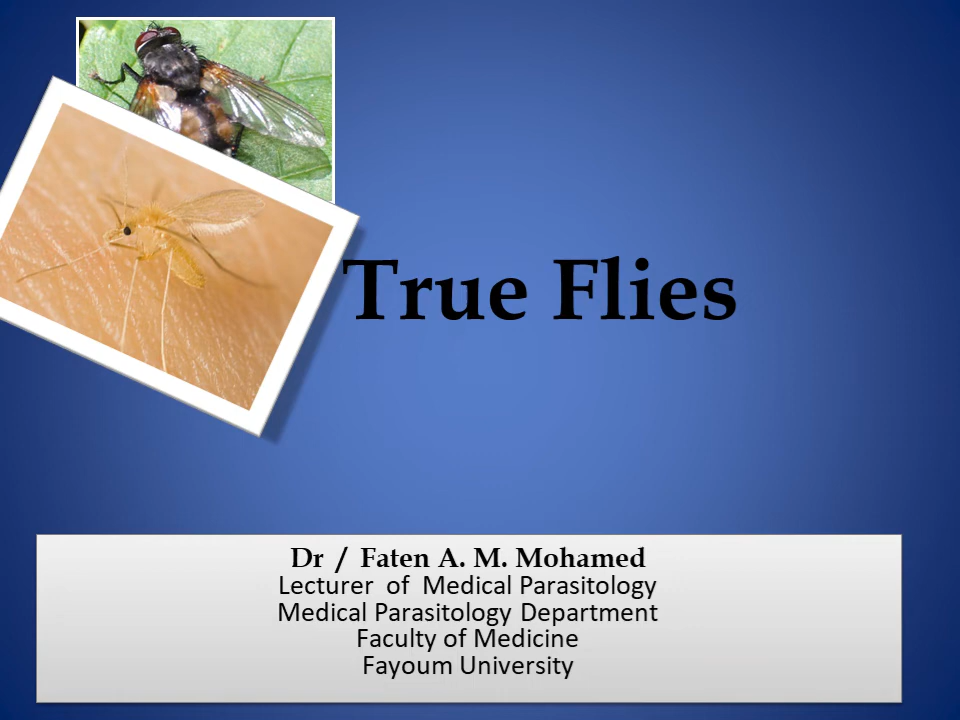 True Flies
Dr / Faten A. M. Mohamed
Lecturer of Medical Parasitology
Medical Parasitology Department
Faculty of Medicine
Fayoum University